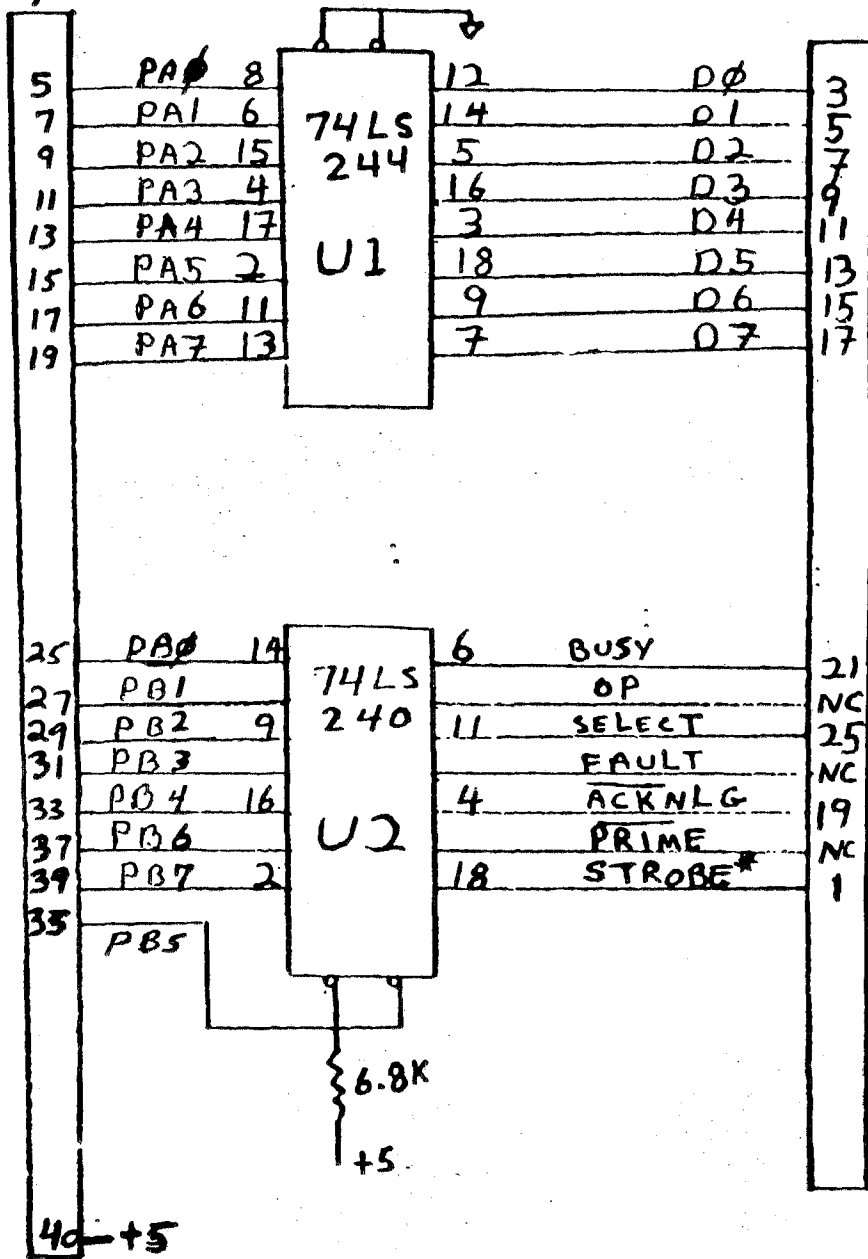 5 PAØ 8 12 DØ 3
7 PA1 6 74LS 14 D1 5
9 PA2 15 244 5 D2 7
11 PA3 4 16 D3 9
13 PA4 17 3 D4 11
15 PA5 2 U1 18 D5 13
17 PA6 11 9 D6 15
19 PA7 13 7 D7 17
25 PAØ 14 6 BUSY 21
27 PB1 74LS OP NC
29 PB2 9 240 11 SELECT 25
31 PB3 FAULT NC
33 PB4 16 4 ACKNLG 19
37 PB6 U2 PRIME NC
39 PB7 2 18 STROBE* 1
35 PB5
6.8K
+5
40 +5